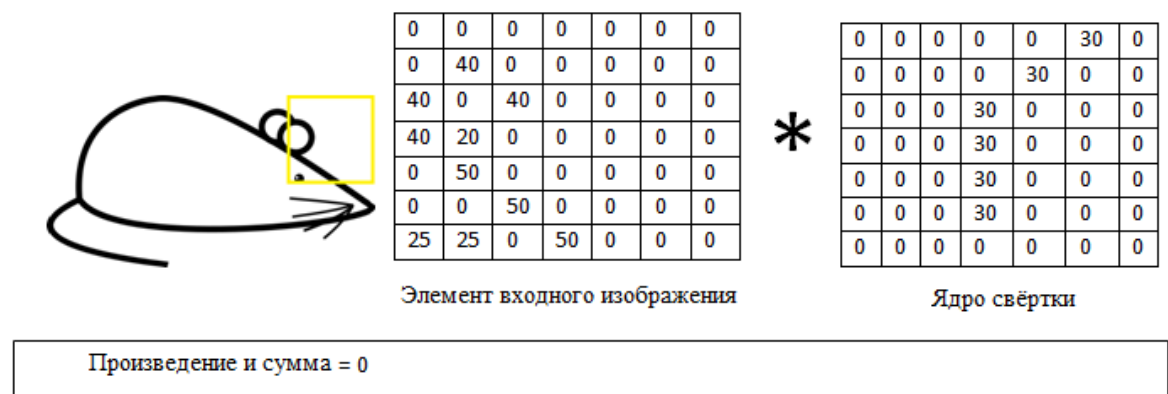 0 0 0 0 0 0 0
0 40 0 0 0 0 0
40 0 40 0 0 0 0
40 20 0 0 0 0 0
0 50 0 0 0 0 0
0 0 50 0 0 0 0
25 25 0 50 0 0 0
Элемент входного изображения
*
0 0 0 0 0 30 0
0 0 0 0 30 0 0
0 0 0 30 0 0 0
0 0 0 30 0 0 0
0 0 0 30 0 0 0
0 0 0 30 0 0 0
0 0 0 0 0 0 0
Ядро свёртки
Произведение и сумма = 0